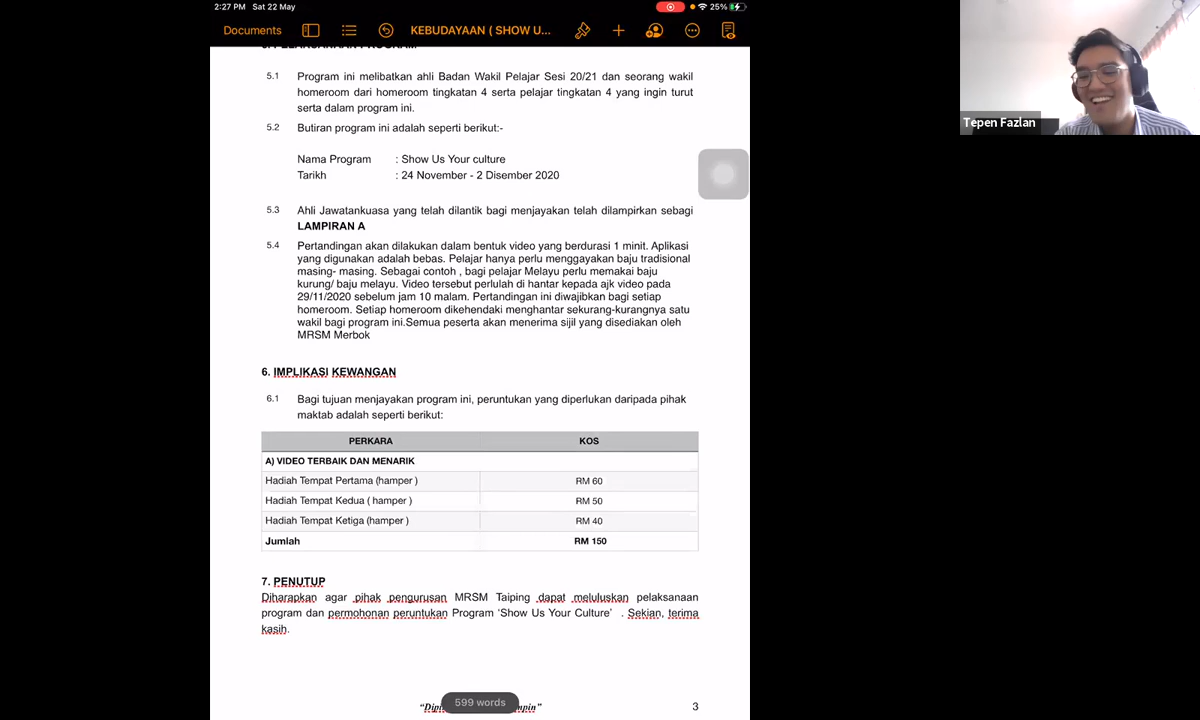 2:27 PM Sat 22 May
25%
Documents
KEBUDAYAAN ( SHOW U...
5.1 Program ini melibatkan ahli Badan Wakil Pelajar Sesi 20/21 dan seorang wakil
homeroom dari homeroom tingkatan 4 serta pelajar tingkatan 4 yang ingin turut
serta dalam program ini.
5.2 Butiran program ini adalah seperti berikut:-
Nama Program : Show Us Your culture
Tarikh : 24 November - 2 Disember 2020
5.3 Ahli Jawatankuasa yang telah dilantik bagi menjayakan telah dilampirkan sebagi
LAMPIRAN A
5.4 Pertandingan akan dilakukan dalam bentuk video yang berdurasi 1 minit. Aplikasi
yang digunakan adalah bebas. Pelajar hanya perlu menggayakan baju tradisional
masing- masing. Sebagai contoh , bagi pelajar Melayu perlu memakai baju
kurung/ baju melayu. Video tersebut perlulah di hantar kepada ajk video pada
29/11/2020 sebelum jam 10 malam. Pertandingan ini diwajibkan bagi setiap
homeroom. Setiap homeroom dikehendaki menghantar sekurang-kurangnya satu
wakil bagi program ini.Semua peserta akan menerima sijil yang disediakan oleh
MRSM Merbok
6. IMPLIKASI KEWANGAN
6.1 Bagi tujuan menjayakan program ini, peruntukan yang diperlukan daripada pihak
maktab adalah seperti berikut:
PERKARA KOS
A) VIDEO TERBAIK DAN MENARIK
Hadiah Tempat Pertama (hamper ) RM 60
Hadiah Tempat Kedua ( hamper ) RM 50
Hadiah Tempat Ketiga (hamper ) RM 40
Jumlah RM 150
7. PENUTUP
Diharapkan agar pihak pengurusan MRSM Taiping dapat meluluskan pelaksanaan
program dan permohonan peruntukan Program ‘Show Us Your Culture’ . Sekian, terima
kasih.
599 words
3
Tepen Fazlan